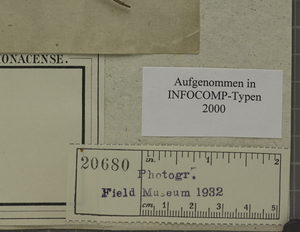 ONACENSE.
Aufgenommen in
INFOCOMP-Typen
2000
20680
in. 1 2
Photogr.
Field Museum 1932
cm. 1 2 3 4 5